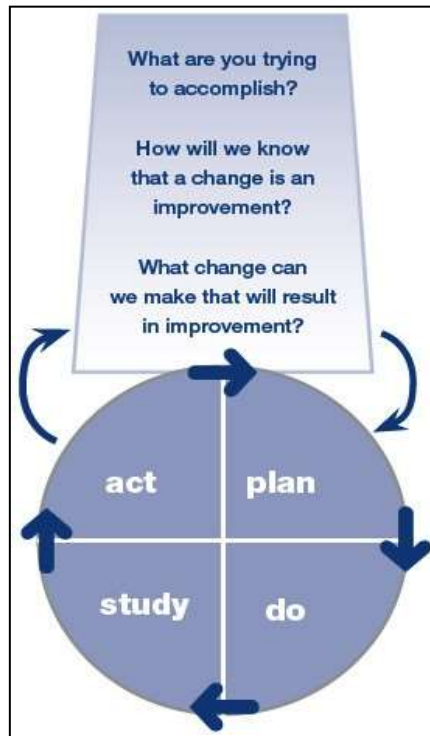 What are you trying
to accomplish?
How will we know
that a change is an
improvement?
What change can
we make that will result
in improvement?
act
plan
study
do